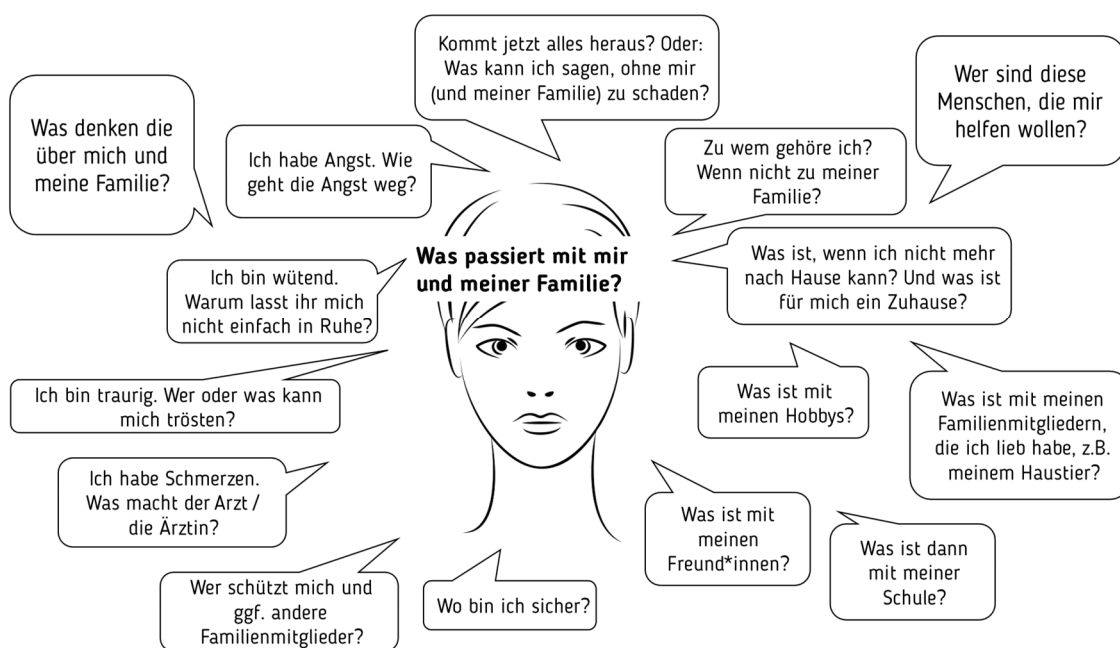 Kommt jetzt alles heraus? Oder:
Was kann ich sagen, ohne mir
(und meiner Familie) zu schaden?
Wer sind diese
Menschen, die mir
helfen wollen?
Was denken die
über mich und
meine Familie?
Ich habe Angst. Wie
geht die Angst weg?
Zu wem gehöre ich?
Wenn nicht zu meiner
Familie?
Was passiert mit mir
und meiner Familie?
Was ist, wenn ich nicht mehr
nach Hause kann? Und was ist
für mich ein Zuhause?
Ich bin wütend.
Warum lasst ihr mich
nicht einfach in Ruhe?
Ich bin traurig. Wer oder was kann
mich trösten?
Was ist mit
meinen Hobbys?
Was ist mit meinen
Familienmitgliedern,
die ich lieb habe, z.B.
meinem Haustier?
Ich habe Schmerzen.
Was macht der Arzt /
die Ärztin?
Was ist mit
meinen
Freund*innen?
Was ist dann
mit meiner
Schule?
Wer schützt mich und
ggf. andere
Familienmitglieder?
Wo bin ich sicher?